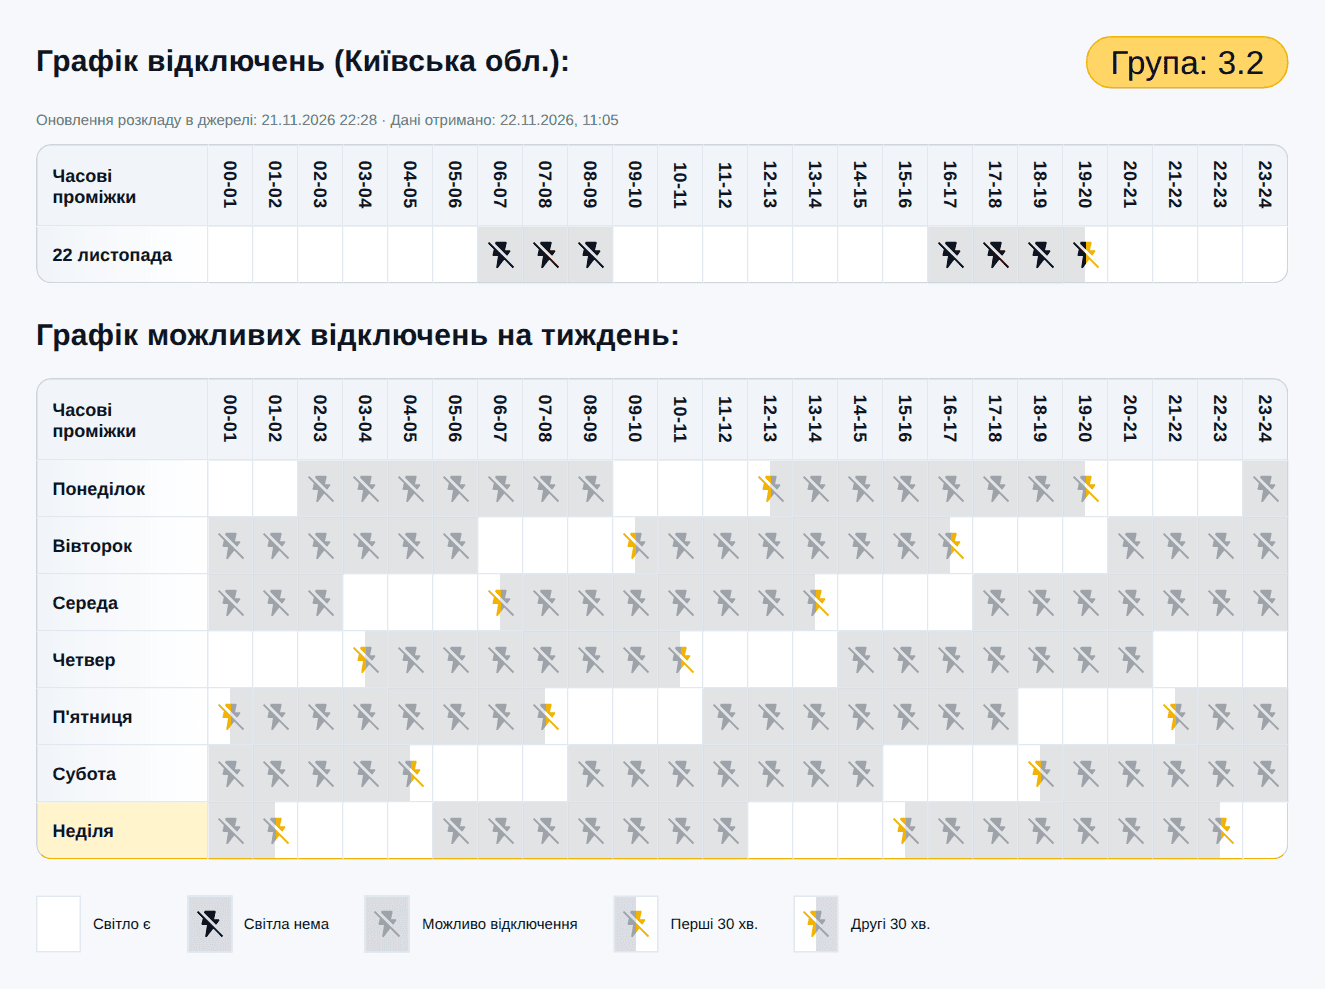 Графік відключень (Київська обл.):
Група: 3.2
Оновлення розкладу в джерелі: 21.11.2026 22:28 · Дані отримано: 22.11.2026, 11:05
Часові проміжки 00-01 01-02 02-03 03-04 04-05 05-06 06-07 07-08 08-09 09-10 10-11 11-12 12-13 13-14 14-15 15-16 16-17 17-18 18-19 19-20 20-21 21-22 22-23 23-24
22 листопада
Графік можливих відключень на тиждень:
Часові проміжки 00-01 01-02 02-03 03-04 04-05 05-06 06-07 07-08 08-09 09-10 10-11 11-12 12-13 13-14 14-15 15-16 16-17 17-18 18-19 19-20 20-21 21-22 22-23 23-24
Понеділок
Вівторок
Середа
Четвер
П'ятниця
Субота
Неділя
Світло є Світла нема Можливо відключення Перші 30 хв. Другі 30 хв.